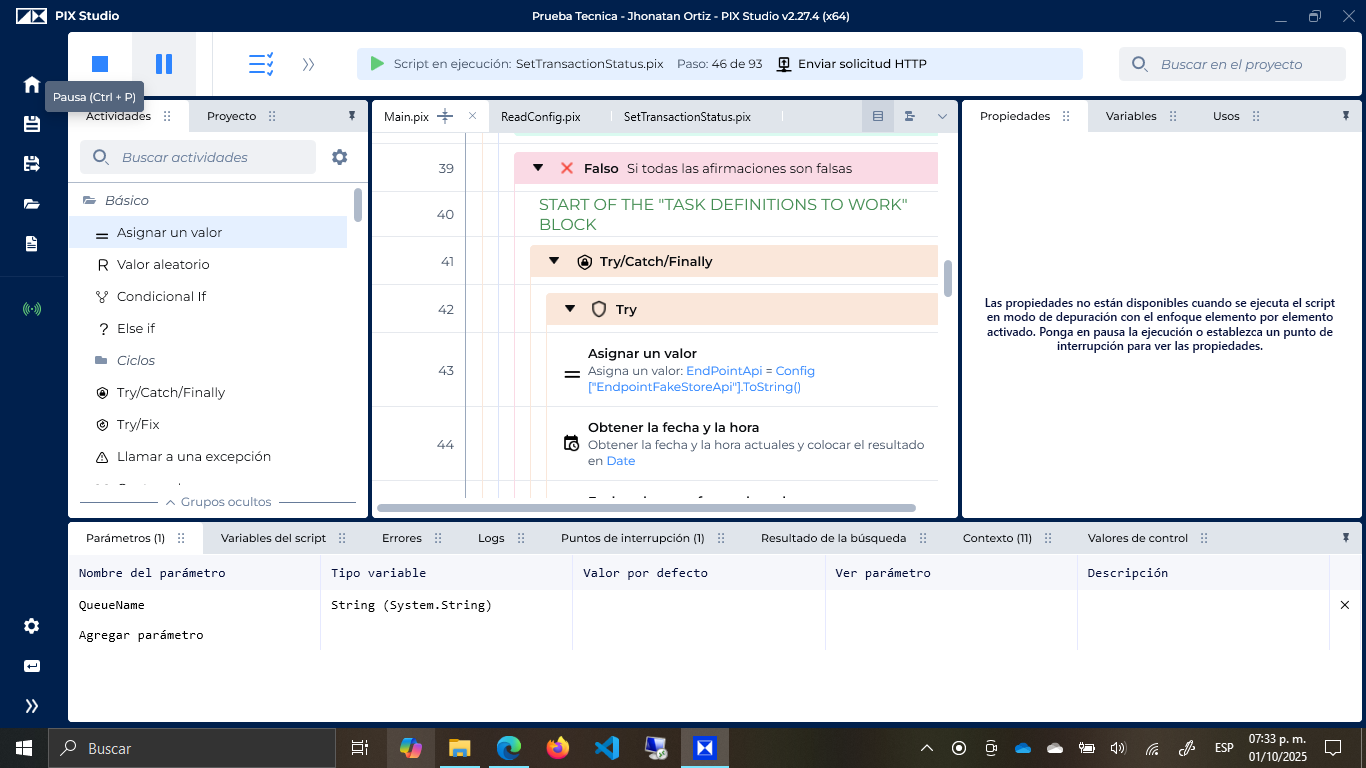 PIX Studio
Prueba Tecnica - Jhonatan Ortiz - PIX Studio v2.27.4 (x64)
Script en ejecución: SetTransactionStatus.pix Paso: 46 de 93 Enviar solicitud HTTP
Buscar en el proyecto
Pausa (Ctrl + P)
Actividades
Proyecto
Main.pix
ReadConfig.pix
SetTransactionStatus.pix
Propiedades
Variables
Usos
Buscar actividades
Básico
Asignar un valor
Valor aleatorio
Condicional If
Else if
Ciclos
Try/Catch/Finally
Try/Fix
Llamar a una excepción
Grupos ocultos
39 Falso Si todas las afirmaciones son falsas
40 START OF THE "TASK DEFINITIONS TO WORK"
BLOCK
41 Try/Catch/Finally
42 Try
43 Asignar un valor
Asigna un valor: EndPointApi = Config
["EndpointFakeStoreApi"].ToString()
44 Obtener la fecha y la hora
Obtener la fecha y la hora actuales y colocar el resultado
en Date
Las propiedades no están disponibles cuando se ejecuta el script
en modo de depuración con el enfoque elemento por elemento
activado. Ponga en pausa la ejecución o establezca un punto de
interrupción para ver las propiedades.
Parámetros (1)
Variables del script
Errores
Logs
Puntos de interrupción (1)
Resultado de la búsqueda
Contexto (11)
Valores de control
Nombre del parámetro
Tipo variable
Valor por defecto
Ver parámetro
Descripción
QueueName
String (System.String)
Agregar parámetro
Buscar
ESP
07:33 p. m.
01/10/2025